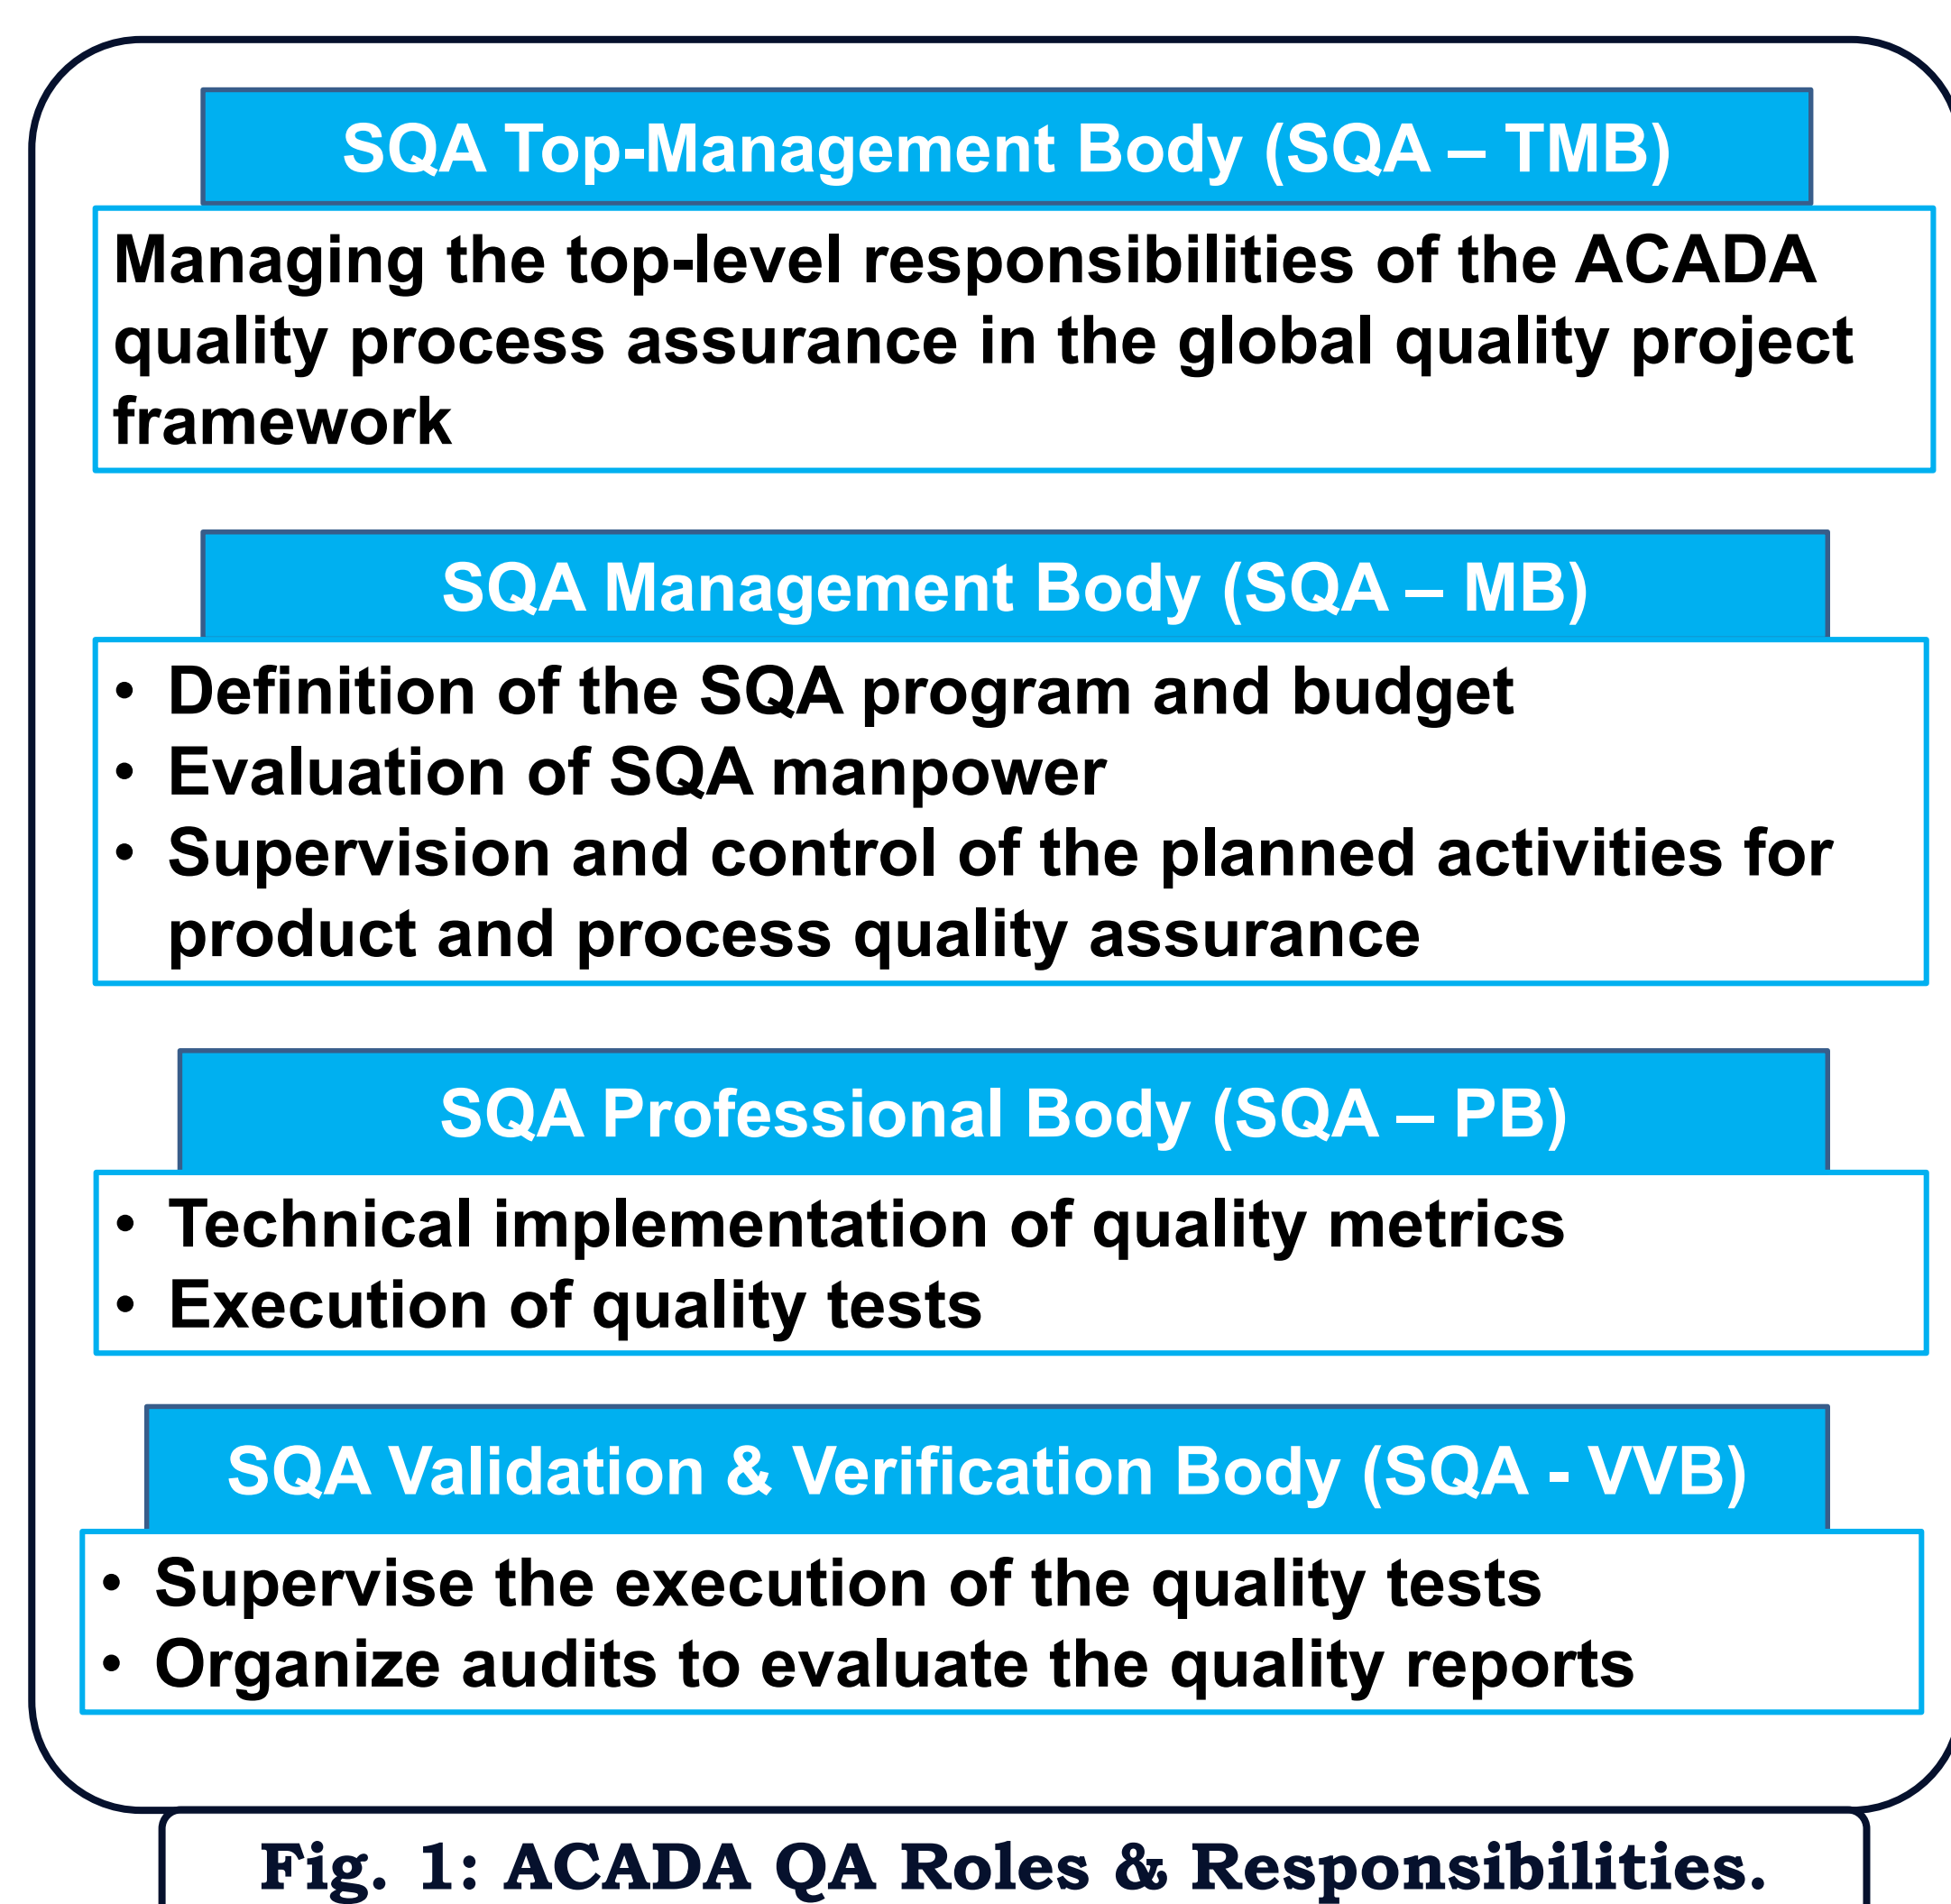 SQA Top-Management Body (SQA – TMB)
Managing the top-level responsibilities of the ACADA
quality process assurance in the global quality project
framework
SQA Management Body (SQA – MB)
• Definition of the SQA program and budget
• Evaluation of SQA manpower
• Supervision and control of the planned activities for
product and process quality assurance
SQA Professional Body (SQA – PB)
• Technical implementation of quality metrics
• Execution of quality tests
SQA Validation & Verification Body (SQA - VVB)
• Supervise the execution of the quality tests
• Organize audits to evaluate the quality reports
Fig. 1: ACADA QA Roles & Responsibilities.